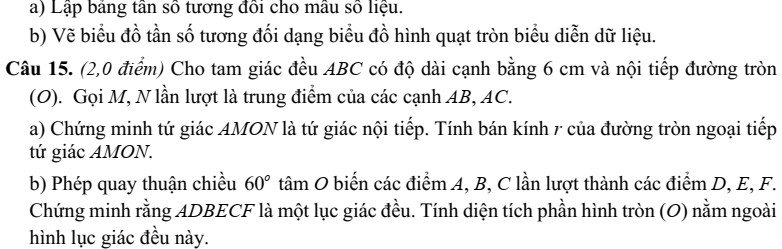 a) Lập bảng tần số tương đối cho mẫu số liệu.
b) Vẽ biểu đồ tần số tương đối dạng biểu đồ hình quạt tròn biểu diễn dữ liệu.
Câu 15. (2,0 điểm) Cho tam giác đều ABC có độ dài cạnh bằng 6 cm và nội tiếp đường tròn
(O). Gọi M, N lần lượt là trung điểm của các cạnh AB, AC.
a) Chứng minh tứ giác AMON là tứ giác nội tiếp. Tính bán kính r của đường tròn ngoại tiếp
tứ giác AMON.
b) Phép quay thuận chiều 60° tâm O biến các điểm A, B, C lần lượt thành các điểm D, E, F.
Chứng minh rằng ADBECF là một lục giác đều. Tính diện tích phần hình tròn (O) nằm ngoài
hình lục giác đều này.